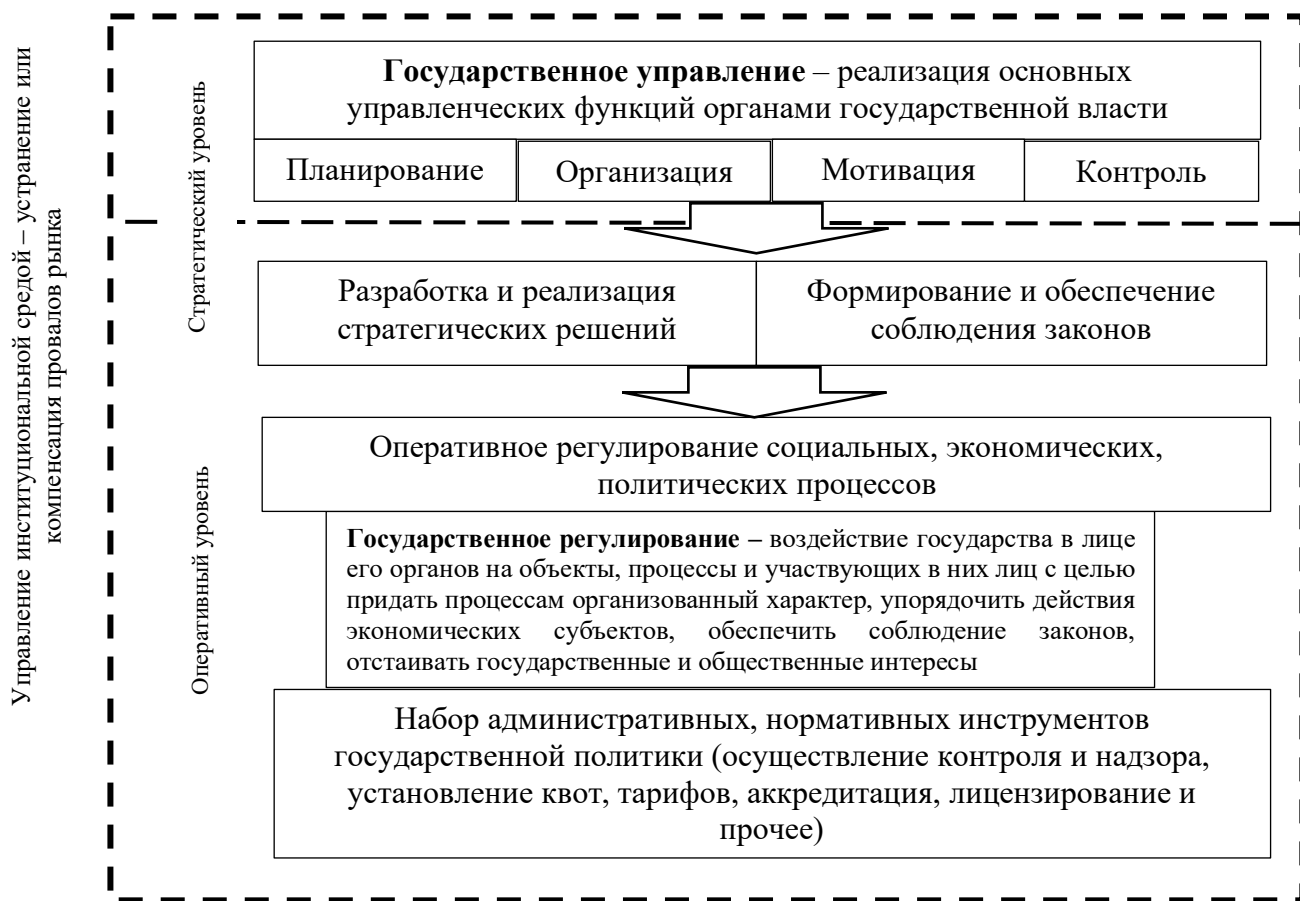 Управление институциональной средой – устранение или
компенсация провалов рынка
Стратегический уровень
Государственное управление – реализация основных
управленческих функций органами государственной власти
Планирование
Организация
Мотивация
Контроль
Разработка и реализация
стратегических решений
Формирование и обеспечение
соблюдения законов
Оперативный уровень
Оперативное регулирование социальных, экономических,
политических процессов
Государственное регулирование – воздействие государства в лице
его органов на объекты, процессы и участвующих в них лиц с целью
придать процессам организованный характер, упорядочить действия
экономических субъектов, обеспечить соблюдение законов,
отстаивать государственные и общественные интересы
Набор административных, нормативных инструментов
государственной политики (осуществление контроля и надзора,
установление квот, тарифов, аккредитация, лицензирование и
прочее)